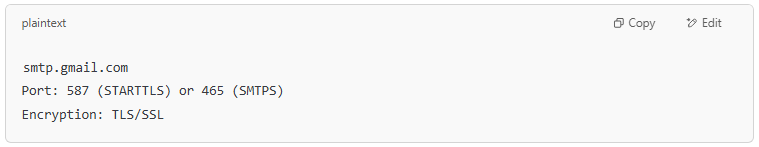 plaintext
Copy
Edit
smtp.gmail.com
Port: 587 (STARTTLS) or 465 (SMTPS)
Encryption: TLS/SSL